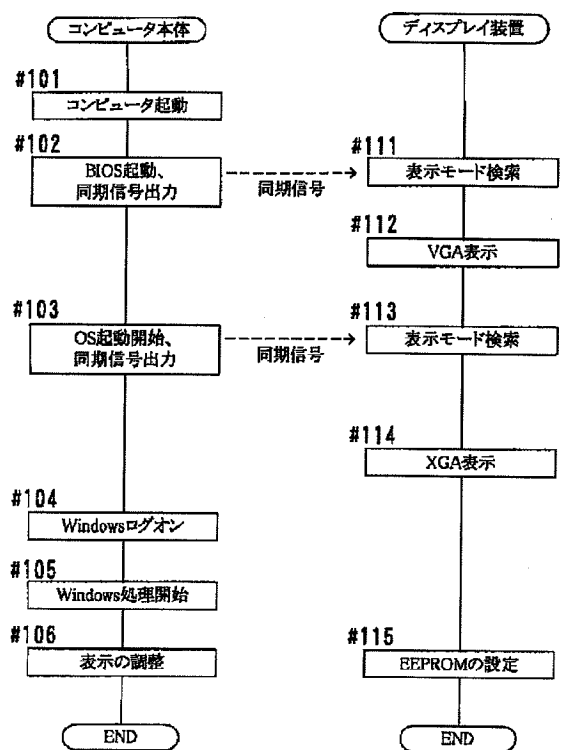 コンピュータ本体
#101
コンピュータ起動
#102
BIOS起動、
同期信号出力
同期信号
#103
OS起動開始、
同期信号出力
同期信号
#104
Windowsログオン
#105
Windows処理開始
#106
表示の調整
END
ディスプレイ装置
#111
表示モード検索
#112
VGA表示
#113
表示モード検索
#114
XGA表示
#115
EEPROMの設定
END